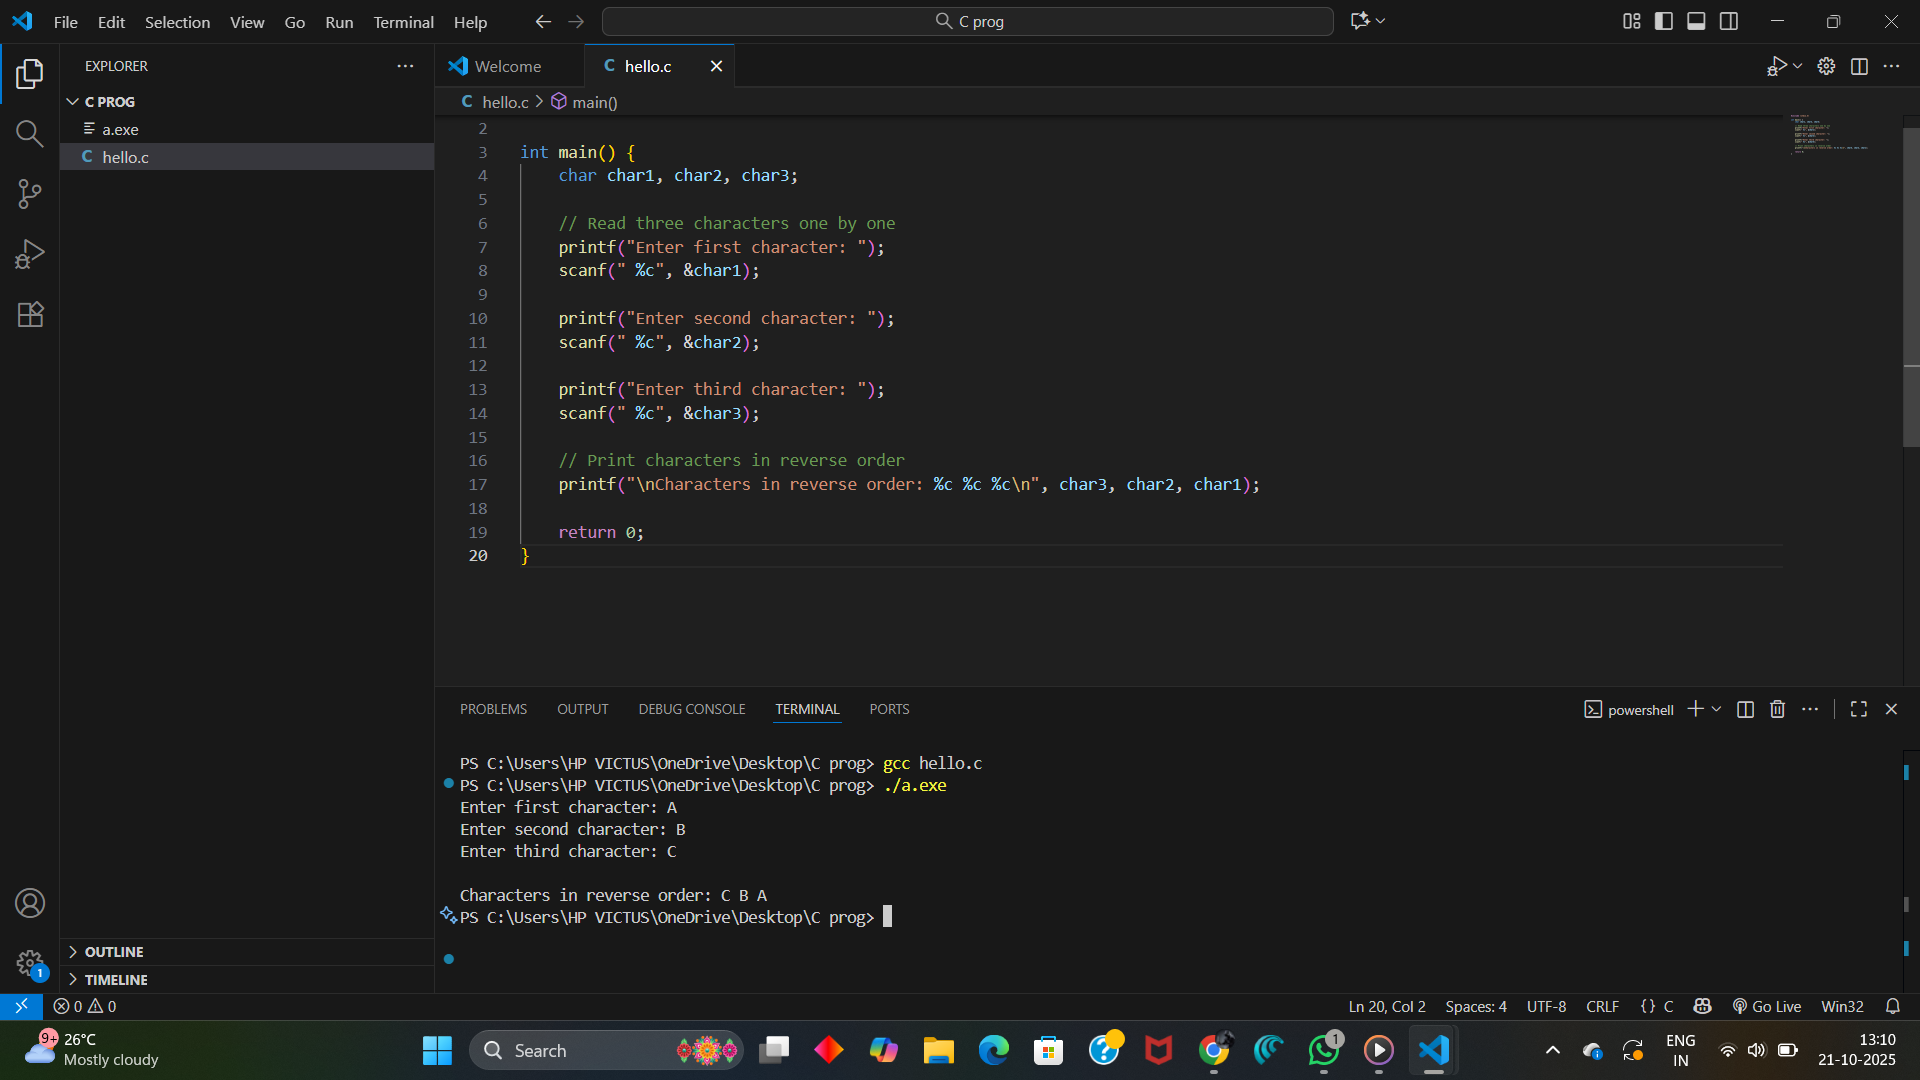 File Edit Selection View Go Run Terminal Help
C prog
EXPLORER
C PROG
a.exe
C hello.c
Welcome
C hello.c
C hello.c > main()
2
3 int main() {
4 char char1, char2, char3;
5
6 // Read three characters one by one
7 printf("Enter first character: ");
8 scanf(" %c", &char1);
9
10 printf("Enter second character: ");
11 scanf(" %c", &char2);
12
13 printf("Enter third character: ");
14 scanf(" %c", &char3);
15
16 // Print characters in reverse order
17 printf("\nCharacters in reverse order: %c %c %c\n", char3, char2, char1);
18
19 return 0;
20 }
PROBLEMS OUTPUT DEBUG CONSOLE TERMINAL PORTS
powershell
PS C:\Users\HP VICTUS\OneDrive\Desktop\C prog> gcc hello.c
PS C:\Users\HP VICTUS\OneDrive\Desktop\C prog> ./a.exe
Enter first character: A
Enter second character: B
Enter third character: C
Characters in reverse order: C B A
PS C:\Users\HP VICTUS\OneDrive\Desktop\C prog>
OUTLINE
TIMELINE
1
0 0
Ln 20, Col 2 Spaces: 4 UTF-8 CRLF {} C Go Live Win32
9+
26°C
Mostly cloudy
Search
1
ENG
IN
13:10
21-10-2025